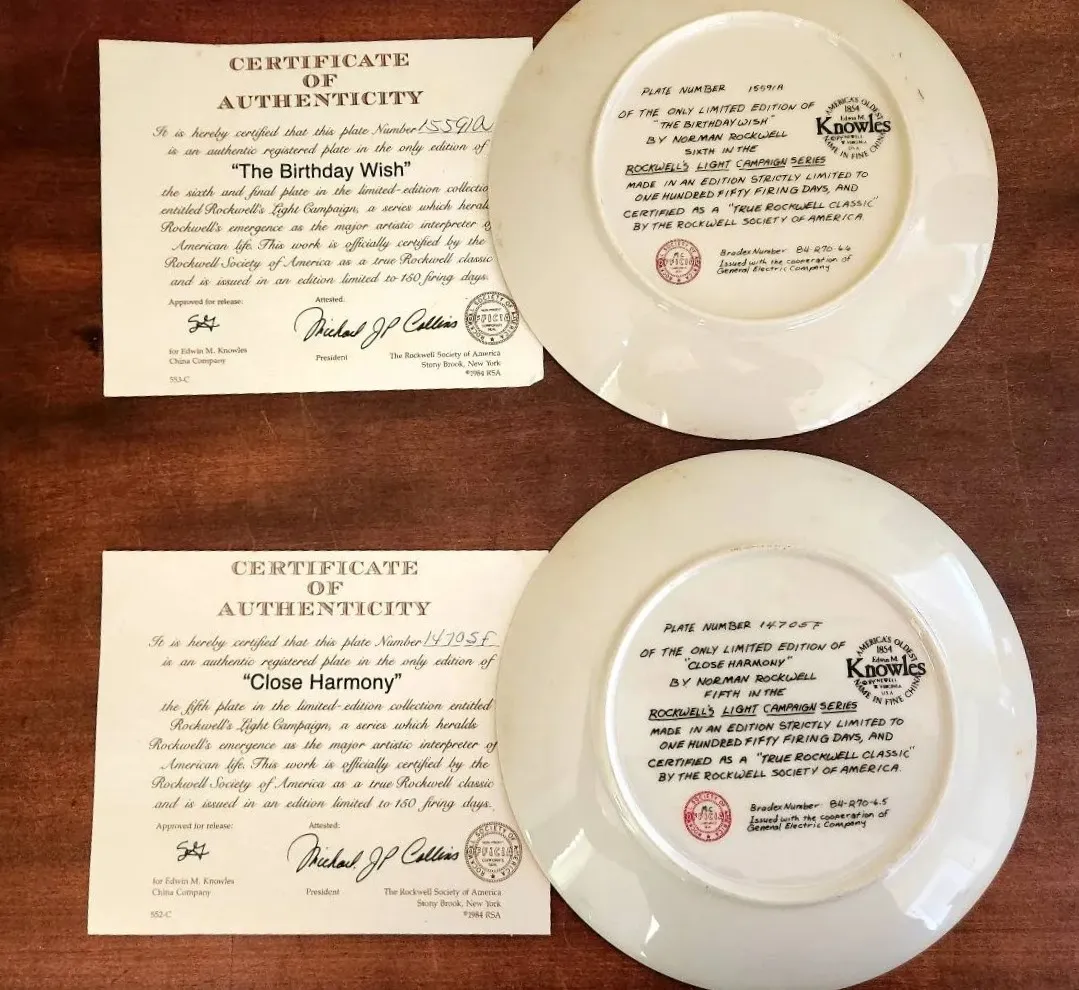 CERTIFICATE
OF
AUTHENTICITY
It is hereby certified that this plate Number 15591A
is an authentic registered plate in the only edition of
"The Birthday Wish"
the sixth and final plate in the limited-edition collectio
entitled Rockwell's Light Campaign, a series which heral
Rockwell's emergence as the major artistic interpreter o
American life. This work is officially certified by the
Rockwell Society of America as a true Rockwell classic
and is issued in an edition limited to 150 firing days.
Approved for release: Attested:
Michael JP Collins
for Edwin M. Knowles
China Company
President
The Rockwell Society of America
Stony Brook, New York
©1984 RSA
553-C
PLATE NUMBER 15591A
OF THE ONLY LIMITED EDITION OF
"THE BIRTHDAY WISH"
BY NORMAN ROCKWELL
SIXTH IN THE
ROCKWELL'S LIGHT CAMPAIGN SERIES
MADE IN AN EDITION STRICTLY LIMITED TO
ONE HUNDRED FIFTY FIRING DAYS, AND
CERTIFIED AS A "TRUE ROCKWELL CLASSIC"
BY THE ROCKWELL SOCIETY OF AMERICA.
AMERICA'S OLDEST
1854
Edwin M.
Knowles
NAME IN FINE CHINA
Bradex Number 84-R70-4.6
Issued with the cooperation of
General Electric Company
CERTIFICATE
OF
AUTHENTICITY
It is hereby certified that this plate Number 14705F
is an authentic registered plate in the only edition of
"Close Harmony"
the fifth plate in the limited-edition collection entitled
Rockwell's Light Campaign, a series which heralds
Rockwell's emergence as the major artistic interpreter of
American life. This work is officially certified by the
Rockwell Society of America as a true Rockwell classic
and is issued in an edition limited to 150 firing days.
Approved for release: Attested:
Michael JP Collins
for Edwin M. Knowles
China Company
President
The Rockwell Society of America
Stony Brook, New York
©1984 RSA
552-C
PLATE NUMBER 14705F
OF THE ONLY LIMITED EDITION OF
"CLOSE HARMONY"
BY NORMAN ROCKWELL
FIFTH IN THE
ROCKWELL'S LIGHT CAMPAIGN SERIES
MADE IN AN EDITION STRICTLY LIMITED TO
ONE HUNDRED FIFTY FIRING DAYS, AND
CERTIFIED AS A "TRUE ROCKWELL CLASSIC"
BY THE ROCKWELL SOCIETY OF AMERICA.
AMERICA'S OLDEST
1854
Edwin M.
Knowles
NEWELL
W VIRGINIA
USA
NAME IN FINE CHINA
Bradex Number 84-R70-4.5
Issued with the cooperation of
General Electric Company